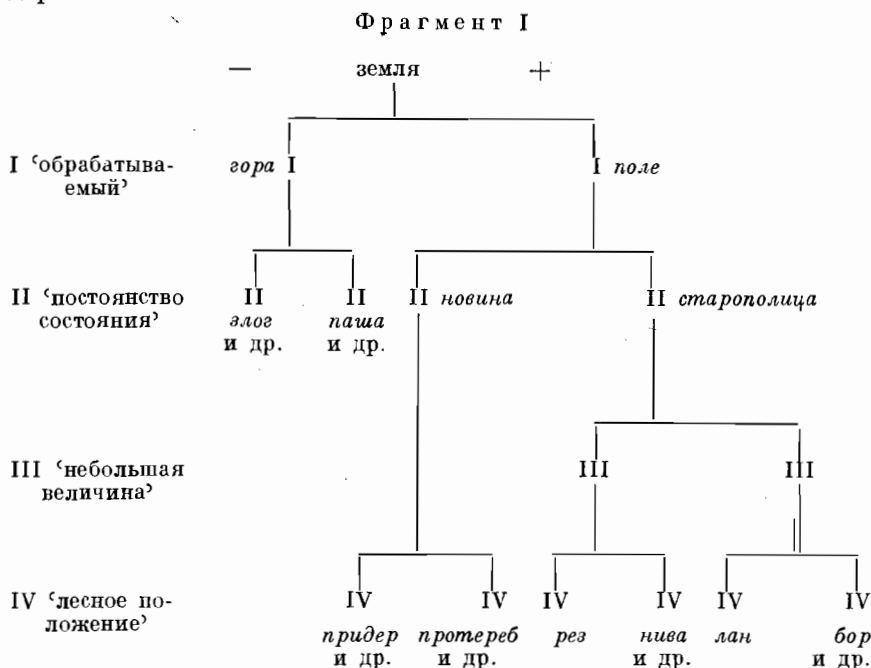 Фрагмент I
— земля +
I ‘обрабатыва-
емый’
гора I I поле
II ‘постоянство
состояния’
II II II новина II старополица
злог паша
и др. и др.
III ‘небольшая
величина’
III III
IV ‘лесное по-
ложение’
IV IV IV IV IV IV
придер протереб рез нива лан бор
и др. и др. и др. и др.